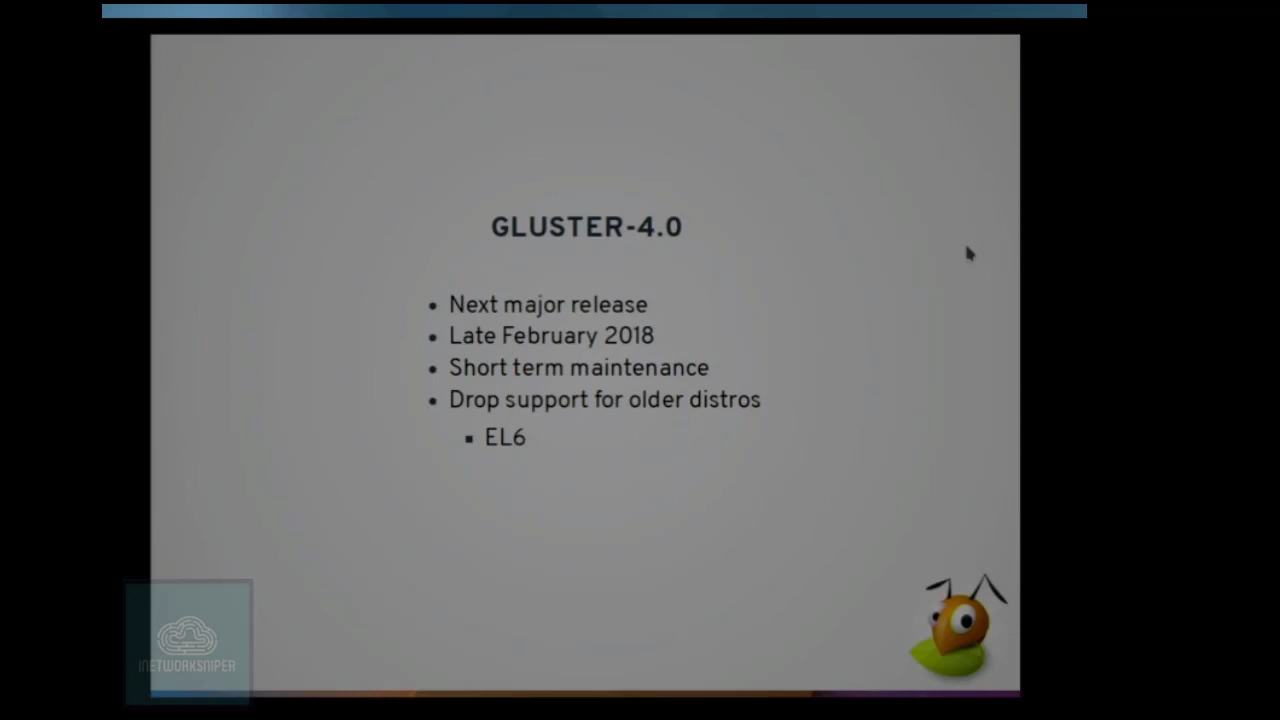 GLUSTER-4.0
• Next major release
• Late February 2018
• Short term maintenance
• Drop support for older distros
▪ EL6
INETWORKSNIPER